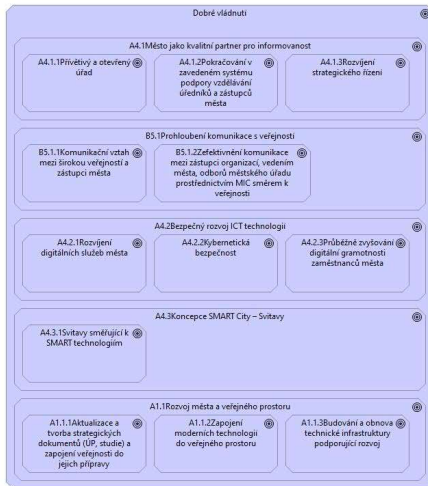 Dobré vládnutí
A4.1Město jako kvalitní partner pro informovanost
A4.1.1Přívětivý a otevřený
úřad
A4.1.2Pokračování v
zavedeném systému
podpory vzdělávání
úředníků a zástupců
města
A4.1.3Rozvíjení
strategického řízení
B5.1Prohloubení komunikace s veřejností
B5.1.1Komunikační vztah
mezi širokou veřejností a
zástupci města
B5.1.2Zefektivnění komunikace
mezi zástupci organizací, vedením
města, odborů městského úřadu
prostřednictvím MIC směrem k
veřejnosti
A4.2Bezpečný rozvoj ICT technologií
A4.2.1Rozvíjení
digitálních služeb města
A4.2.2Kybernetická
bezpečnost
A4.2.3Průběžné zvyšování
digitální gramotnosti
zaměstnanců města
A4.3Koncepce SMART City – Svitavy
A4.3.1Svitavy směřující k
SMART technologiím
A1.1Rozvoj města a veřejného prostoru
A1.1.1Aktualizace a
tvorba strategických
dokumentů (ÚP, studie) a
zapojení veřejnosti do
jejich přípravy
A1.1.2Zapojení
moderních technologií
do veřejného prostoru
A1.1.3Budování a obnova
technické infrastruktury
podporující rozvoj